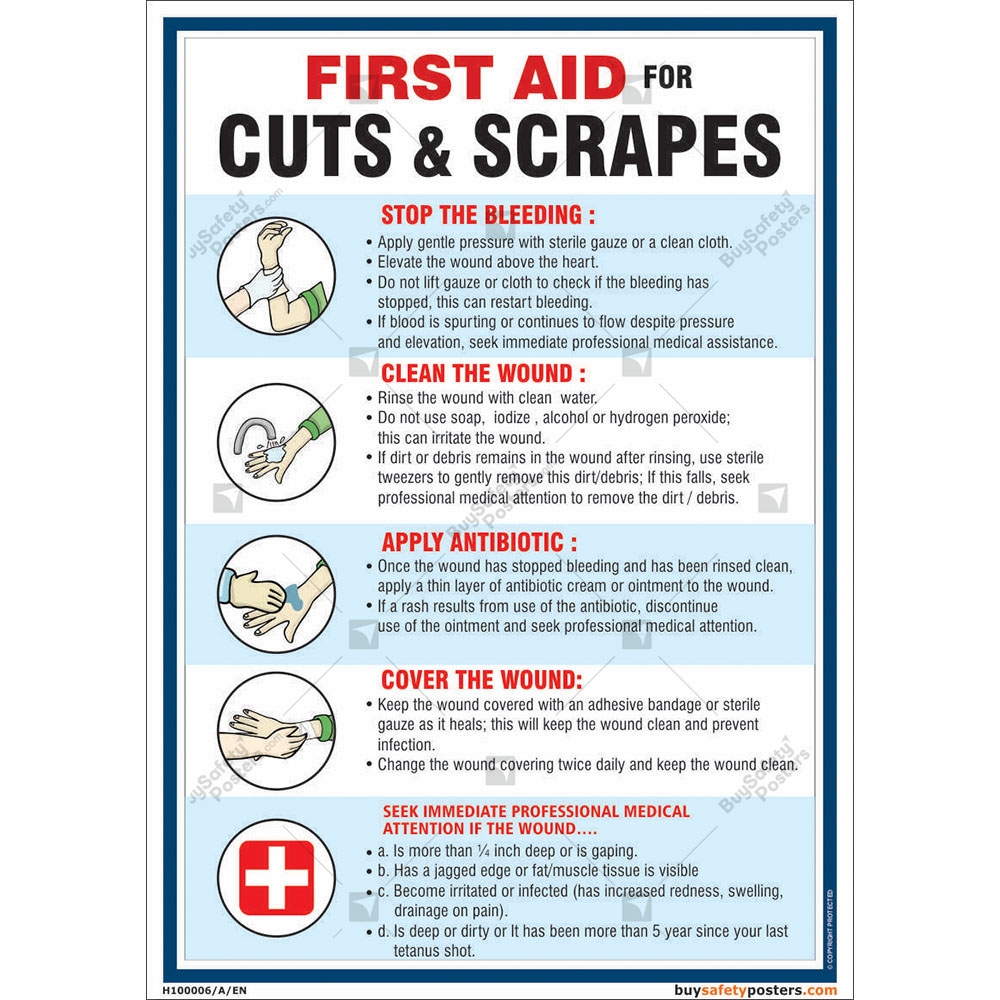 FIRST AID FOR
CUTS & SCRAPES
STOP THE BLEEDING :
• Apply gentle pressure with sterile gauze or a clean cloth.
• Elevate the wound above the heart.
• Do not lift gauze or cloth to check if the bleeding has
stopped, this can restart bleeding.
• If blood is spurting or continues to flow despite pressure
and elevation, seek immediate professional medical assistance.
CLEAN THE WOUND :
• Rinse the wound with clean water.
• Do not use soap, iodize , alcohol or hydrogen peroxide;
this can irritate the wound.
• If dirt or debris remains in the wound after rinsing, use sterile
tweezers to gently remove this dirt/debris; If this falls, seek
professional medical attention to remove the dirt / debris.
APPLY ANTIBIOTIC :
• Once the wound has stopped bleeding and has been rinsed clean,
apply a thin layer of antibiotic cream or ointment to the wound.
• If a rash results from use of the antibiotic, discontinue
use of the ointment and seek professional medical attention.
COVER THE WOUND:
• Keep the wound covered with an adhesive bandage or sterile
gauze as it heals; this will keep the wound clean and prevent
infection.
• Change the wound covering twice daily and keep the wound clean.
SEEK IMMEDIATE PROFESSIONAL MEDICAL
ATTENTION IF THE WOUND....
• a. Is more than ¼ inch deep or is gaping.
• b. Has a jagged edge or fat/muscle tissue is visible
• c. Become irritated or infected (has increased redness, swelling,
drainage on pain).
• d. Is deep or dirty or It has been more than 5 year since your last
tetanus shot.
© COPYRIGHT PROTECTED
H100006/A/EN
buysafetyposters.com
BuySafety
Posters.com
BuySafety
Posters
BuySafety
Posters.com
BuySafety
Posters.com
BuySafety
Posters